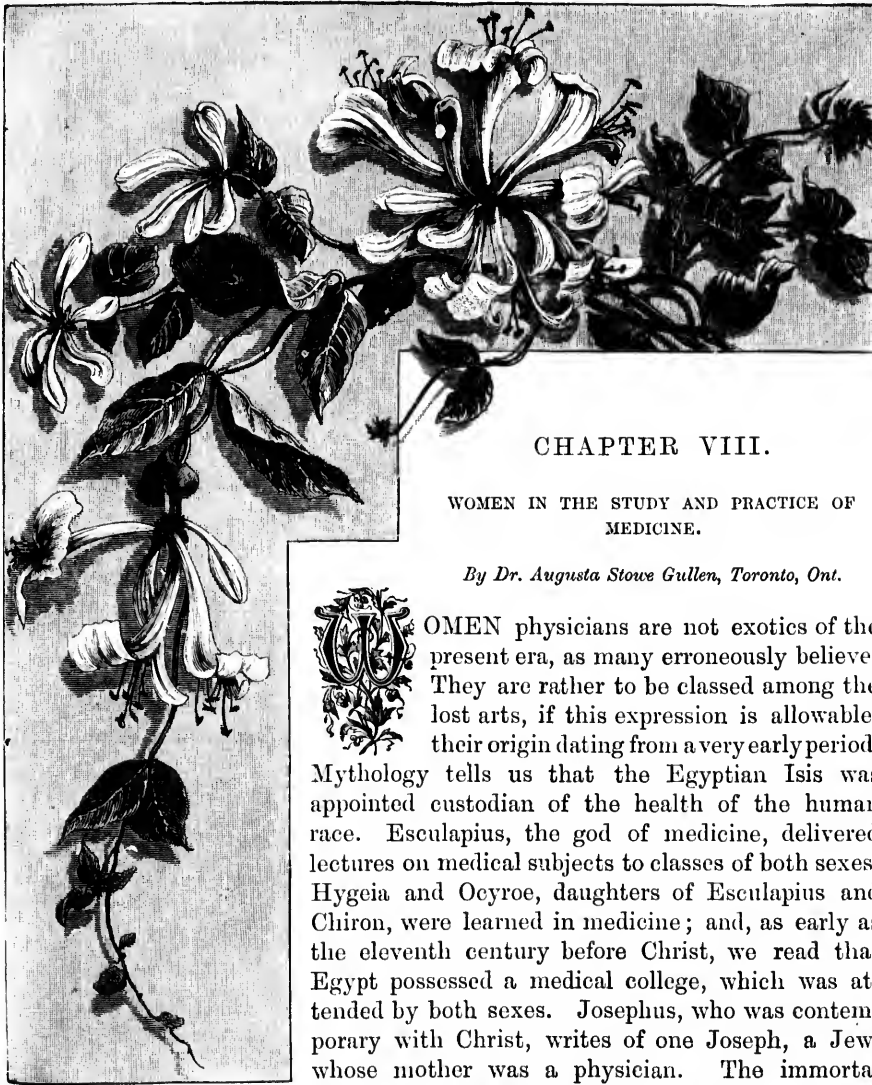 CHAPTER VIII.
WOMEN IN THE STUDY AND PRACTICE OF
MEDICINE.
By Dr. Augusta Stowe Gullen, Toronto, Ont.
WOMEN physicians are not exotics of the
present era, as many erroneously believe
They are rather to be classed among the
lost arts, if this expression is allowable
their origin dating from a very early period
Mythology tells us that the Egyptian Isis was
appointed custodian of the health of the human
race. Esculapius, the god of medicine, delivered
lectures on medical subjects to classes of both sexes
Hygeia and Ocyroe, daughters of Esculapius and
Chiron, were learned in medicine; and, as early as
the eleventh century before Christ, we read tha
Egypt possessed a medical college, which was at
tended by both sexes. Josephus, who was contem
porary with Christ, writes of one Joseph, a Jew
whose mother was a physician. The immorta